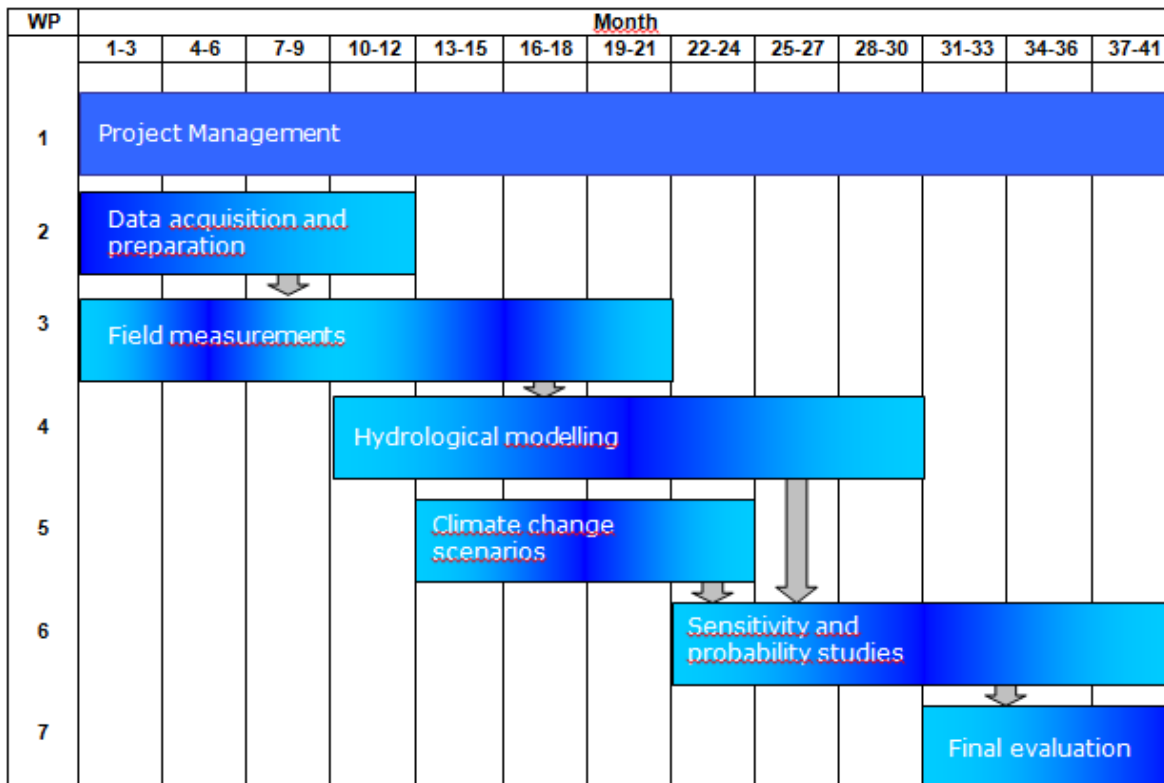 WP Month
1-3 4-6 7-9 10-12 13-15 16-18 19-21 22-24 25-27 28-30 31-33 34-36 37-41
1 Project Management
2 Data acquisition and
preparation
3 Field measurements
4 Hydrological modelling
5 Climate change
scenarios
6 Sensitivity and
probability studies
7 Final evaluation